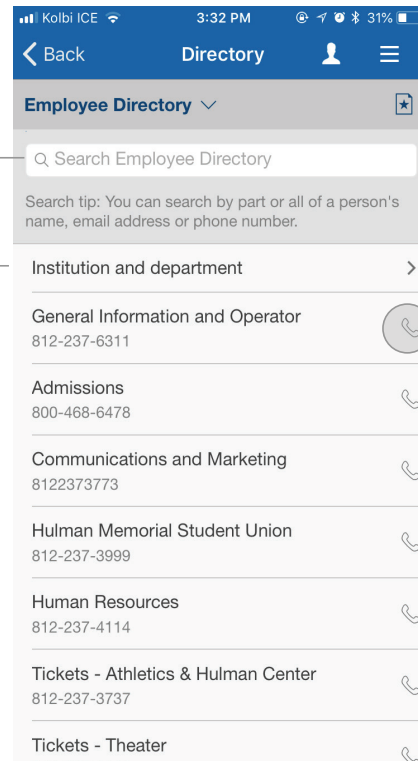 Kolbi ICE 3:32 PM 31%
Back Directory
Employee Directory
Search Employee Directory
Search tip: You can search by part or all of a person's
name, email address or phone number.
Institution and department
General Information and Operator
812-237-6311
Admissions
800-468-6478
Communications and Marketing
8122373773
Hulman Memorial Student Union
812-237-3999
Human Resources
812-237-4114
Tickets - Athletics & Hulman Center
812-237-3737
Tickets - Theater